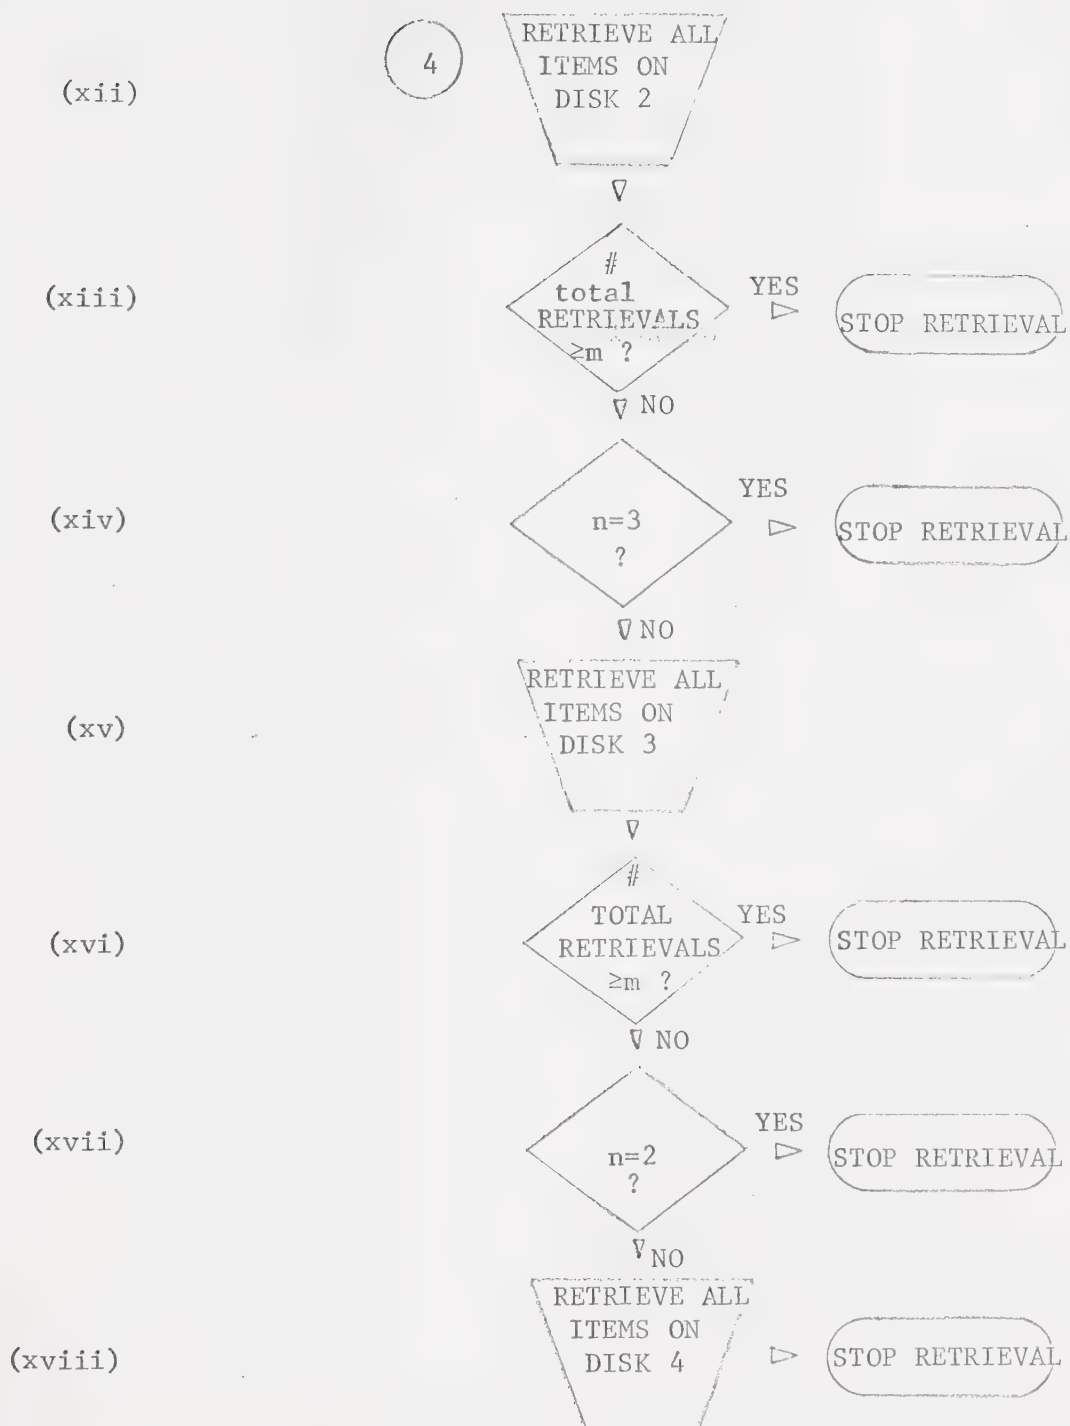 4
RETRIEVE ALL
ITEMS ON
DISK 2
(xii)
#
total
RETRIEVALS
≥m ?
YES
STOP RETRIEVAL
(xiii)
NO
n=3
?
YES
STOP RETRIEVAL
(xiv)
NO
RETRIEVE ALL
ITEMS ON
DISK 3
(xv)
#
TOTAL
RETRIEVALS
≥m ?
YES
STOP RETRIEVAL
(xvi)
NO
n=2
?
YES
STOP RETRIEVAL
(xvii)
NO
RETRIEVE ALL
ITEMS ON
DISK 4
STOP RETRIEVAL
(xviii)